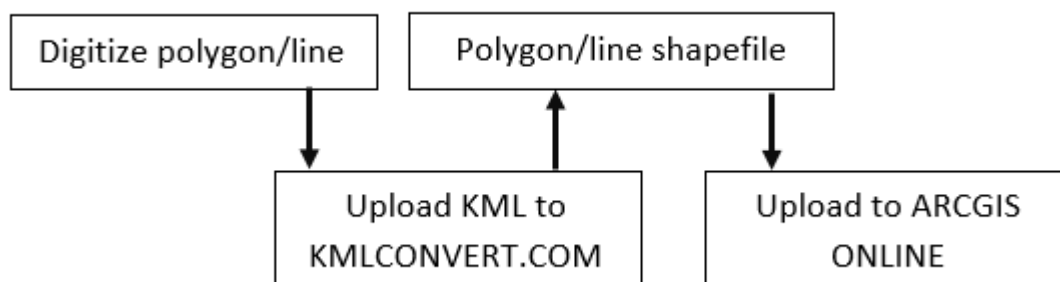 Digitize polygon/line
Polygon/line shapefile
Upload KML to
KMLCONVERT.COM
Upload to ARCGIS
ONLINE